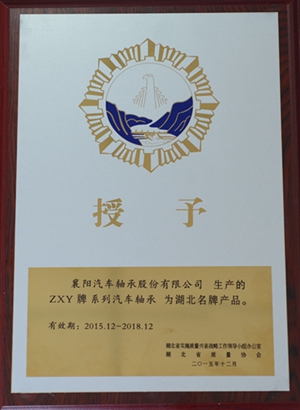 授予
襄阳汽车轴承股份有限公司 生产的
ZXY 牌 系列汽车轴承 为湖北名牌产品。
有效期：2015.12-2018.12
湖北省实施质量兴省战略工作领导小组办公室
湖北省质量协会
二〇一五年十二月